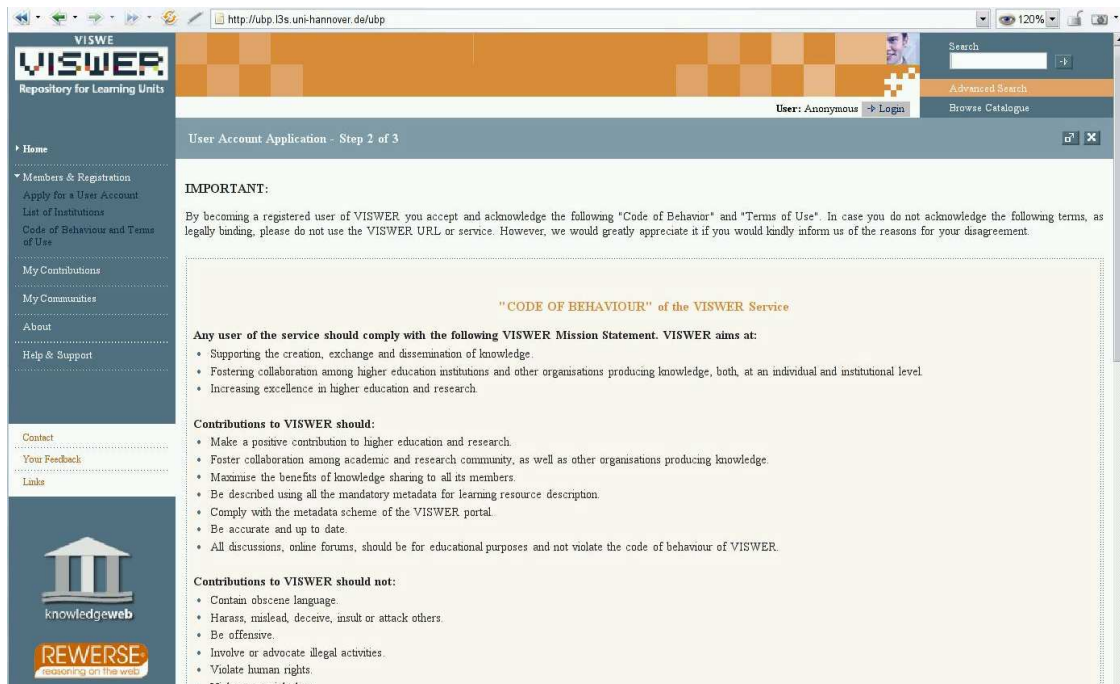 http://ubp.l3s.uni-hannover.de/ubp
120%
VISWE
VISWER
Repository for Learning Units
Search
Advanced Search
Browse Catalogue
User: Anonymous Login
User Account Application - Step 2 of 3
Home
Members & Registration
Apply for a User Account
List of Institutions
Code of Behaviour and Terms
of Use
My Contributions
My Communities
About
Help & Support
Contact
Your Feedback
Links
knowledgeweb
REWERSE
reasoning on the web
IMPORTANT:
By becoming a registered user of VISWER you accept and acknowledge the following "Code of Behavior" and "Terms of Use". In case you do not acknowledge the following terms, as
legally binding, please do not use the VISWER URL or service. However, we would greatly appreciate it if you would kindly inform us of the reasons for your disagreement.
"CODE OF BEHAVIOUR" of the VISWER Service
Any user of the service should comply with the following VISWER Mission Statement. VISWER aims at:
Supporting the creation, exchange and dissemination of knowledge.
Fostering collaboration among higher education institutions and other organisations producing knowledge, both, at an individual and institutional level.
Increasing excellence in higher education and research.
Contributions to VISWER should:
Make a positive contribution to higher education and research.
Foster collaboration among academic and research community, as well as other organisations producing knowledge.
Maximise the benefits of knowledge sharing to all its members.
Be described using all the mandatory metadata for learning resource description.
Comply with the metadata scheme of the VISWER portal.
Be accurate and up to date.
All discussions, online forums, should be for educational purposes and not violate the code of behaviour of VISWER.
Contributions to VISWER should not:
Contain obscene language.
Harass, mislead, deceive, insult or attack others.
Be offensive.
Involve or advocate illegal activities.
Violate human rights.